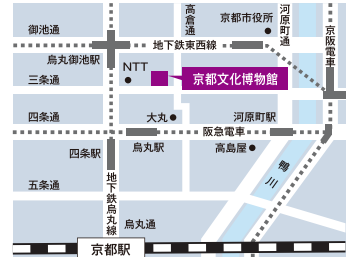 高倉通
京都市役所
河原町通
京阪電車
御池通
地下鉄東西線
烏丸御池駅
NTT
京都文化博物館
三条通
四条通
大丸
河原町駅
阪急電車
四条駅
烏丸駅
高島屋
鴨川
五条通
地下鉄烏丸線
烏丸通
京都駅